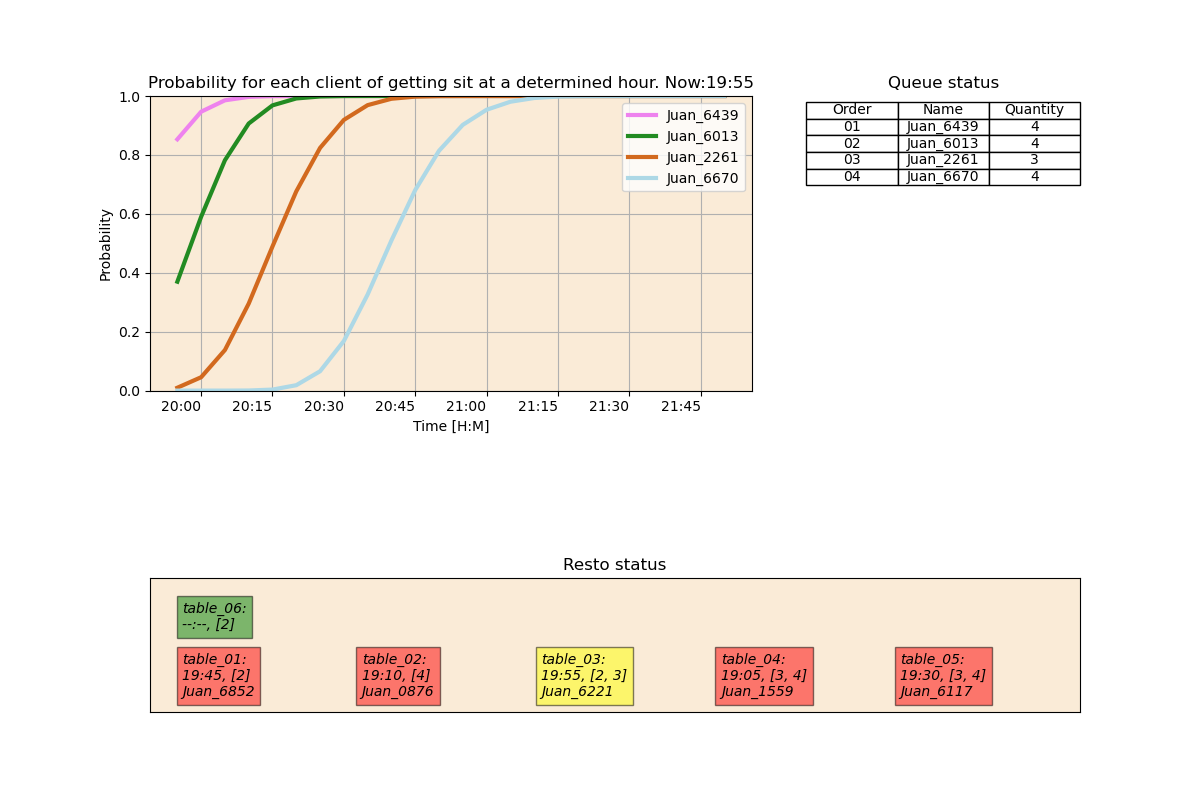 Probability for each client of getting sit at a determined hour. Now:19:55
1.0
0.8
0.6
0.4
0.2
0.0
Probability
Juan_6439
Juan_6013
Juan_2261
Juan_6670
20:00 20:15 20:30 20:45 21:00 21:15 21:30 21:45
Time [H:M]
Queue status
Order Name Quantity
01 Juan_6439 4
02 Juan_6013 4
03 Juan_2261 3
04 Juan_6670 4
Resto status
table_06:
--:--, [2]
table_01:
19:45, [2]
Juan_6852
table_02:
19:10, [4]
Juan_0876
table_03:
19:55, [2, 3]
Juan_6221
table_04:
19:05, [3, 4]
Juan_1559
table_05:
19:30, [3, 4]
Juan_6117